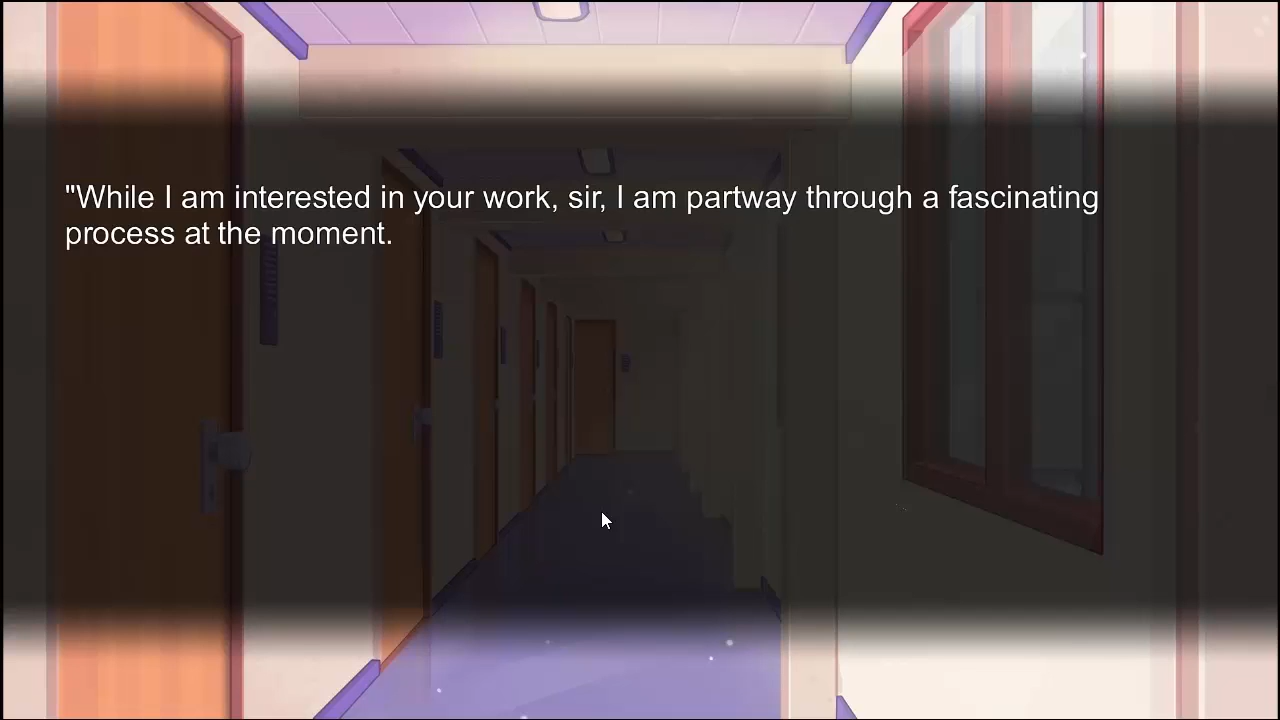 "While I am interested in your work, sir, I am partway through a fascinating
process at the moment.